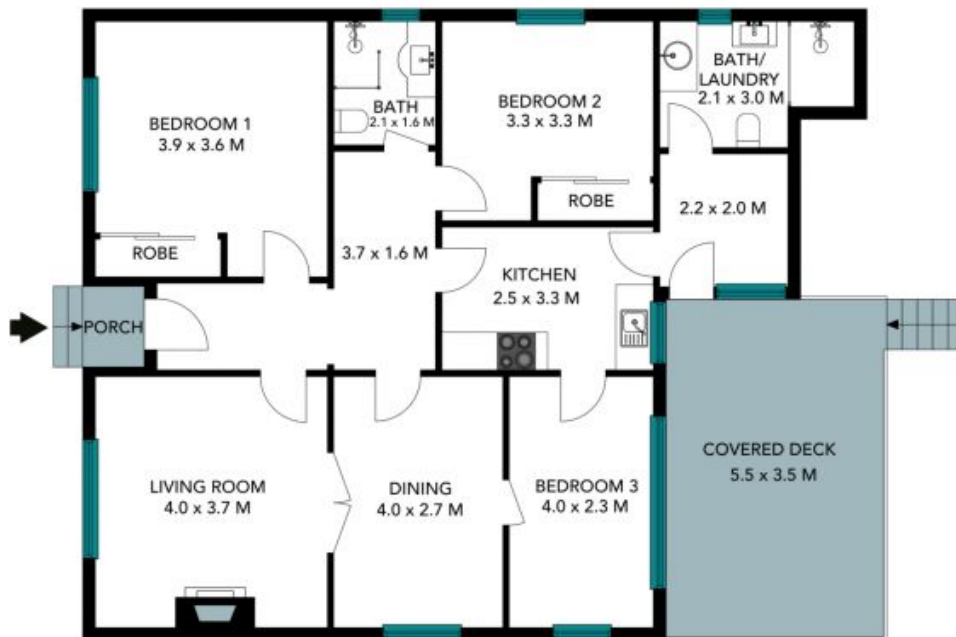 BEDROOM 1
3.9 x 3.6 M
ROBE
BATH
2.1 x 1.6 M
BEDROOM 2
3.3 x 3.3 M
ROBE
BATH/
LAUNDRY
2.1 x 3.0 M
2.2 x 2.0 M
3.7 x 1.6 M
KITCHEN
2.5 x 3.3 M
PORCH
LIVING ROOM
4.0 x 3.7 M
DINING
4.0 x 2.7 M
BEDROOM 3
4.0 x 2.3 M
COVERED DECK
5.5 x 3.5 M